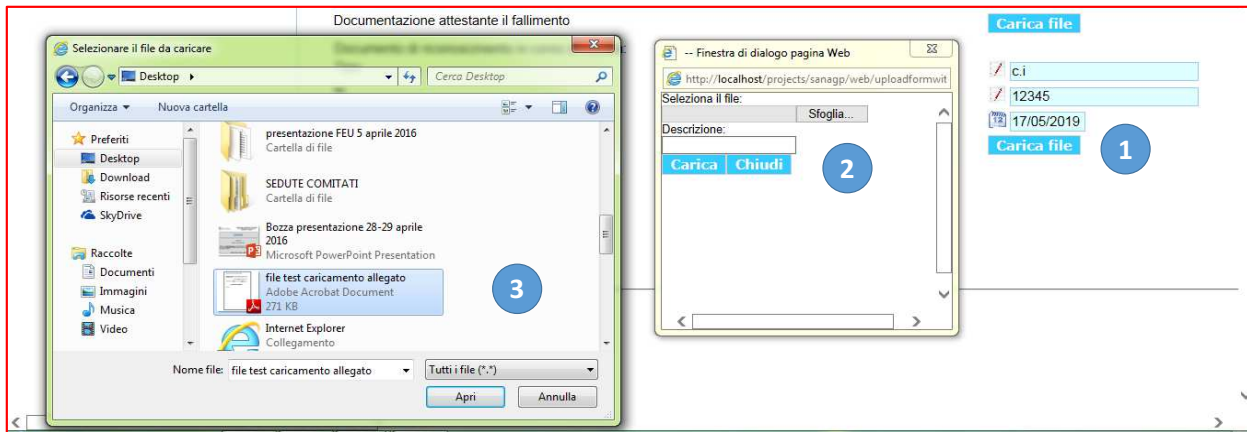 Documentazione attestante il fallimento
Carica file
c.i
12345
17/05/2019
Carica file
1
Selezionare il file da caricare
Desktop
Cerca Desktop
Organizza
Nuova cartella
Preferiti
Desktop
Download
Risorse recenti
SkyDrive
Raccolte
Documenti
Immagini
Musica
Video
presentazione FEU 5 aprile 2016
Cartella di file
SEDUTE COMITATI
Cartella di file
Bozza presentazione 28-29 aprile
2016
Microsoft PowerPoint Presentation
file test caricamento allegato
Adobe Acrobat Document
271 KB
Internet Explorer
Collegamento
3
Nome file: file test caricamento allegato
Tutti i file (*.*)
Apri
Annulla
-- Finestra di dialogo pagina Web
http://localhost/projects/sanagp/web/uploadformwit
Seleziona il file:
Sfoglia...
Descrizione:
Carica
Chiudi
2